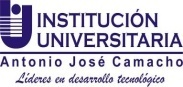 INSTITUCIÓN
UNIVERSITARIA
Antonio José Camacho
Líderes en desarrollo tecnológico